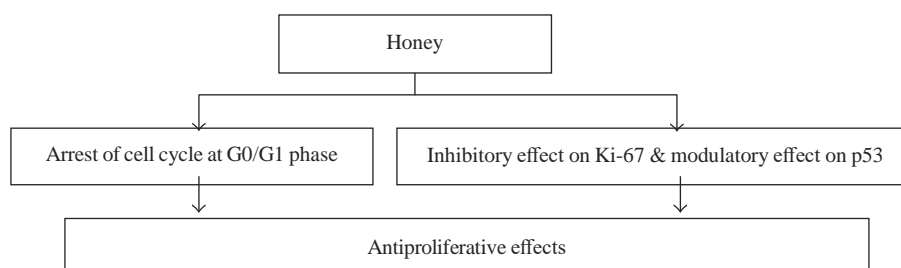 Honey
Arrest of cell cycle at G0/G1 phase
Inhibitory effect on Ki-67 & modulatory effect on p53
Antiproliferative effects